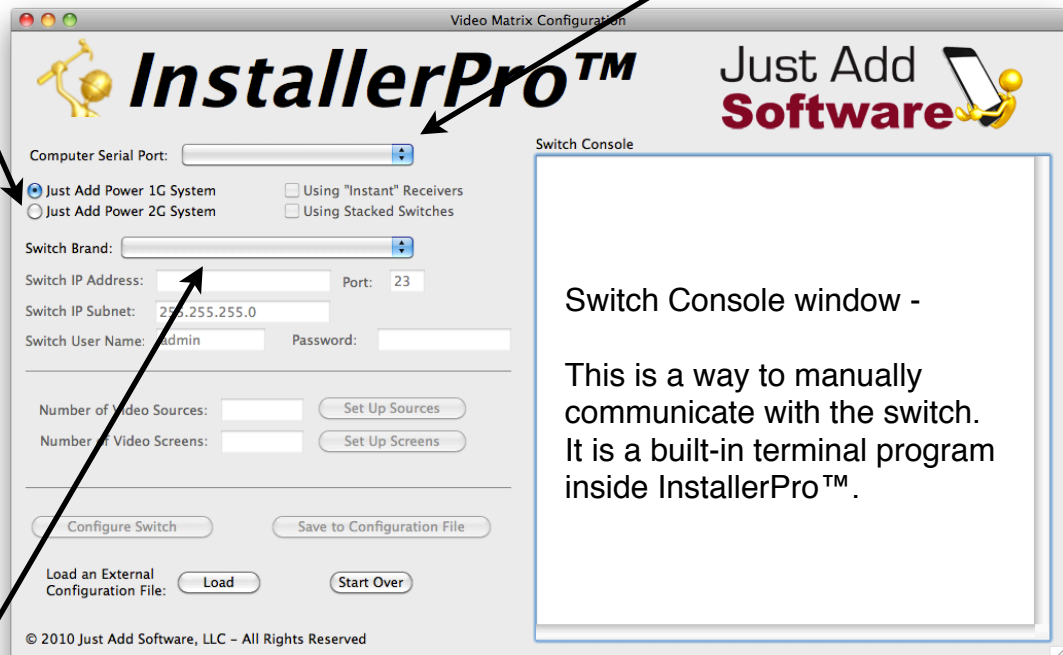 Video Matrix Configuration
InstallerPro™
Just Add
Software
Computer Serial Port:
Switch Console
Just Add Power 1G System
Using "Instant" Receivers
Just Add Power 2G System
Using Stacked Switches
Switch Brand:
Switch IP Address:
Port: 23
Switch IP Subnet: 255.255.255.0
Switch User Name: admin
Password:
Number of Video Sources:
Set Up Sources
Number of Video Screens:
Set Up Screens
Configure Switch
Save to Configuration File
Load an External
Configuration File:
Load
Start Over
© 2010 Just Add Software, LLC – All Rights Reserved
Switch Console window -
This is a way to manually
communicate with the switch.
It is a built-in terminal program
inside InstallerPro™.